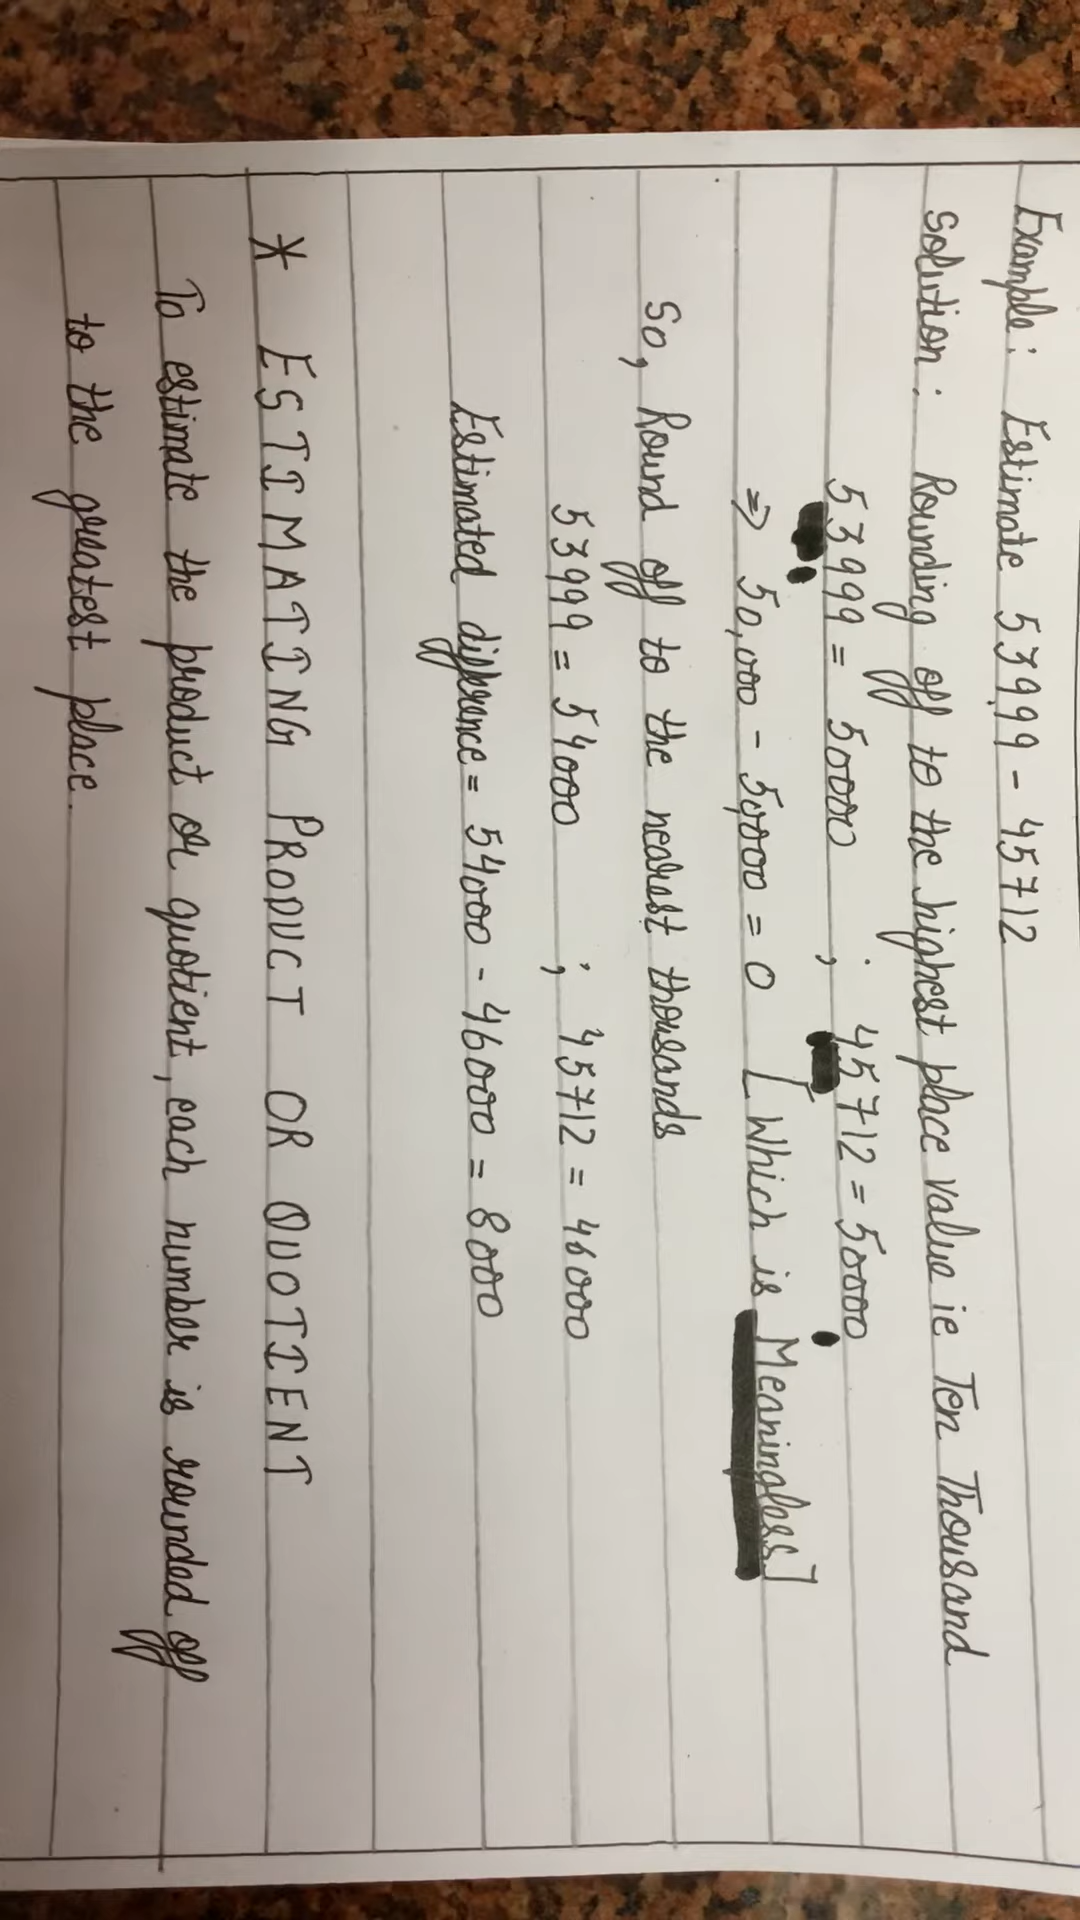 Example: Estimate 53999 - 45712
Solution: Rounding off to the highest place value ie Ten Thousand
53999 = 50000 ; 45712 = 50000
⇒ 50,000 - 50,000 = 0 [Which is Meaningless]
So, Round off to the nearest thousands
53999 = 54000 ; 45712 = 46000
Estimated difference = 54000 - 46000 = 8000
* ESTIMATING PRODUCT OR QUOTIENT
To estimate the product or quotient, each number is rounded off
to the greatest place.